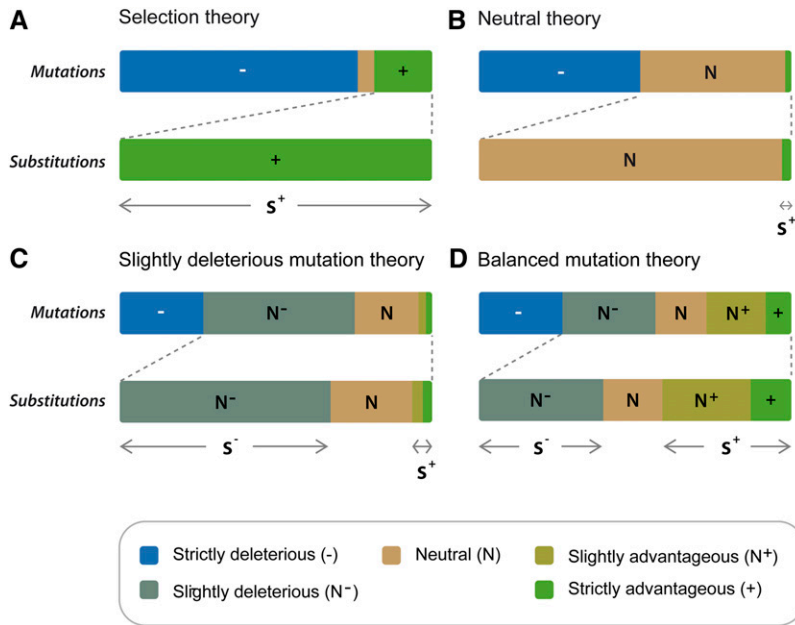 A Selection theory
B Neutral theory
Mutations
- +
- N
Substitutions
+
N
S⁺
S⁺
C Slightly deleterious mutation theory
D Balanced mutation theory
Mutations
- N⁻ N
- N⁻ N N⁺ +
Substitutions
N⁻ N
N⁻ N N⁺ +
S⁻ S⁺
S⁻ S⁺
Strictly deleterious (-)
Neutral (N)
Slightly advantageous (N⁺)
Slightly deleterious (N⁻)
Strictly advantageous (+)